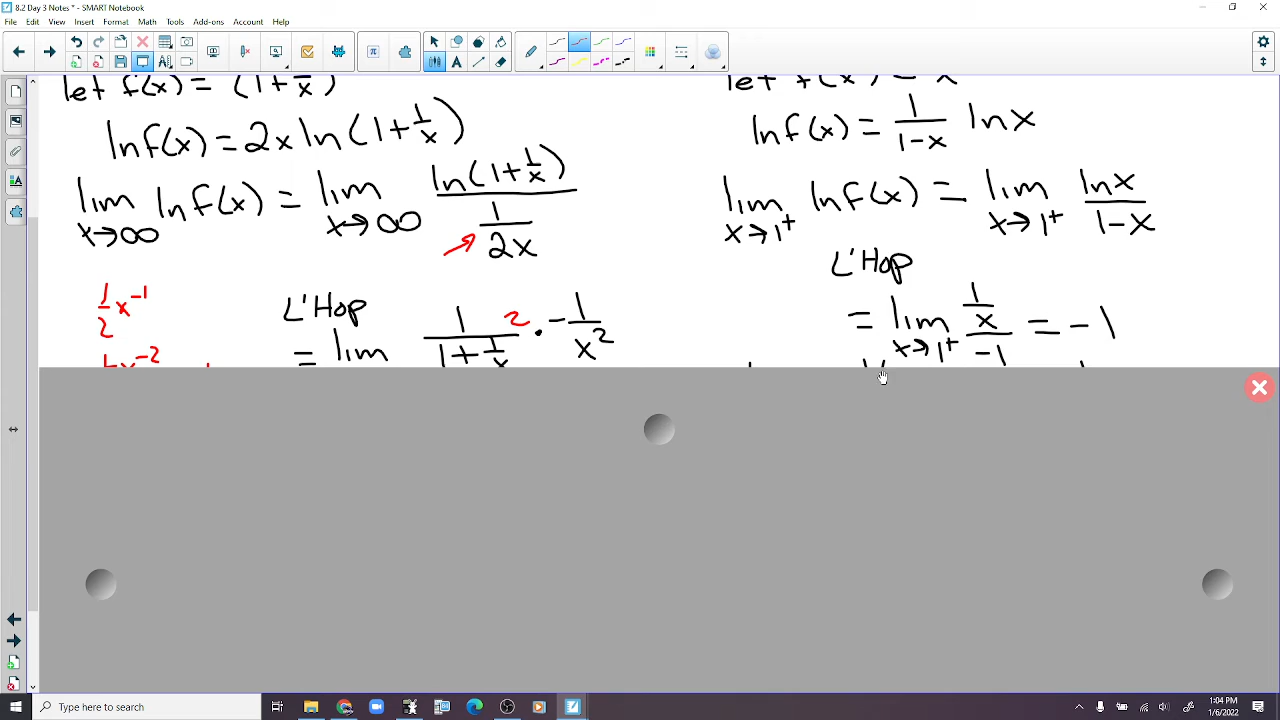 8.2 Day 3 Notes * - SMART Notebook
File Edit View Insert Format Math Tools Add-ons Account Help
let f(x) = (1+1/x)
ln f(x) = 2x ln(1+1/x)
lim x→∞ ln f(x) = lim x→∞ ln(1+1/x) / (1/2x)
1/2 x^-1
x^-2
L'Hop
= lim 1/(1+1/x) 2 · -1/x²
let f(x) = x
ln f(x) = 1/(1-x) ln x
lim x→1+ ln f(x) = lim x→1+ ln x/(1-x)
L'Hop
= lim x→1+ (1/x)/-1 = -1
Type here to search
1:04 PM
1/6/2022